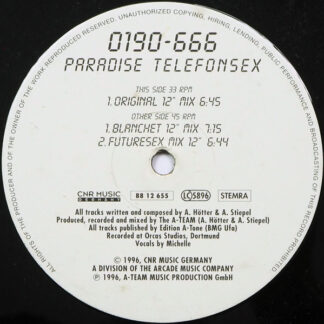 ALL RIGHTS OF THE PRODUCER AND OF THE OWNER OF THE WORK REPRODUCED RESERVED. UNAUTHORIZED COPYING, HIRING, LENDING, PUBLIC PERFORMANCE AND BROADCASTING OF THIS RECORD PROHIBITED
0190-666
PARADISE TELEFONSEX
THIS SIDE 33 RPM
1. ORIGINAL 12" MIX 6:45
OTHER SIDE 45 RPM
1. BLANCHET 12" MIX 7:15
2. FUTURESEX MIX 12" 6:44
CNR MUSIC
GERMANY
88 12 655
LC 5896
STEMRA
All tracks written and composed by A. Hötter & A. Stiepel
Produced, recorded and mixed by The A-TEAM (A. Hötter & A. Stiepel)
All tracks published by Edition A-Tone (BMG Ufa)
Recorded at Orcas Studios, Dortmund
Vocals by Michelle
© 1996, CNR MUSIC GERMANY
A DIVISION OF THE ARCADE MUSIC COMPANY
℗ 1996, A-TEAM MUSIC PRODUCTION GmbH